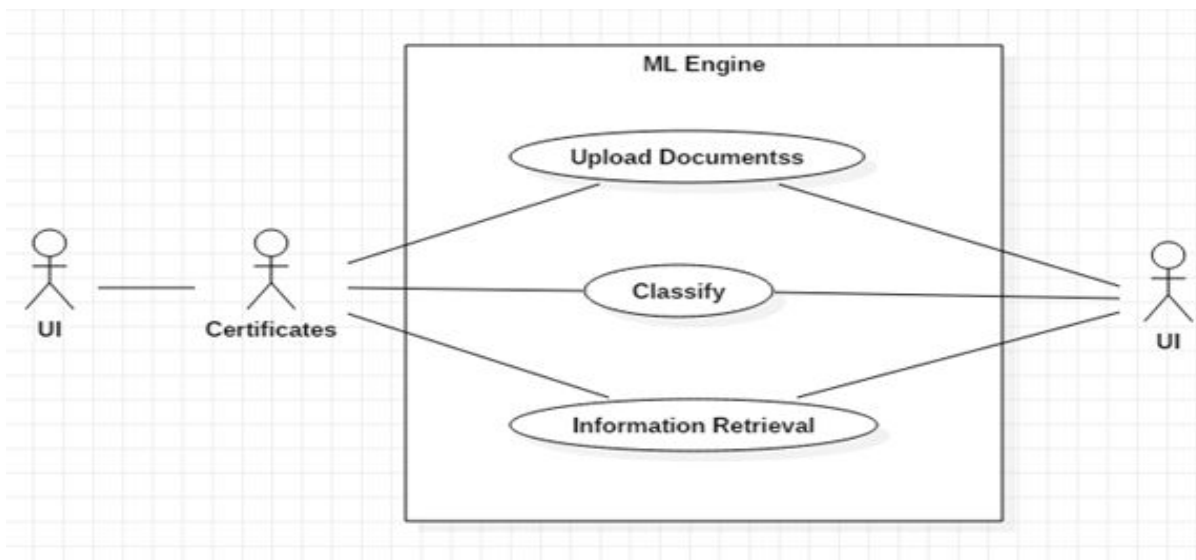 ML Engine
Upload Documentss
Classify
UI
Certificates
UI
Information Retrieval